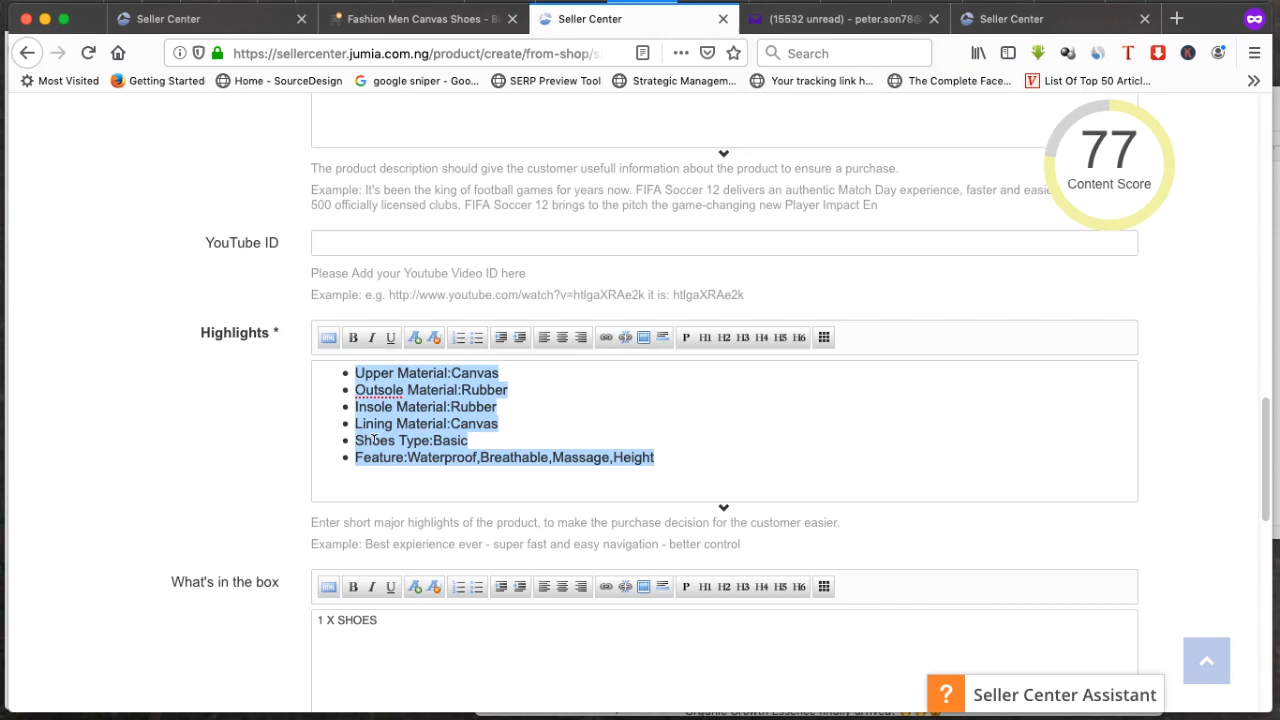 Seller Center
Fashion Men Canvas Shoes - Bl
Seller Center
(15532 unread) - peter.son78@
Seller Center
https://sellercenter.jumia.com.ng/product/create/from-shop/s
Search
Most Visited
Getting Started
Home - SourceDesign
google sniper - Goo...
SERP Preview Tool
Strategic Managem...
Your tracking link h...
The Complete Face...
List Of Top 50 Articl...
77
Content Score
The product description should give the customer usefull information about the product to ensure a purchase.
Example: It's been the king of football games for years now. FIFA Soccer 12 delivers an authentic Match Day experience, faster and easie
500 officially licensed clubs. FIFA Soccer 12 brings to the pitch the game-changing new Player Impact En
YouTube ID
Please Add your Youtube Video ID here
Example: e.g. http://www.youtube.com/watch?v=htlgaXRAe2k it is: htlgaXRAe2k
Highlights *
B I U P H1 H2 H3 H4 H5 H6
Upper Material:Canvas
Outsole Material:Rubber
Insole Material:Rubber
Lining Material:Canvas
Shoes Type:Basic
Feature:Waterproof,Breathable,Massage,Height
Enter short major highlights of the product, to make the purchase decision for the customer easier.
Example: Best expierience ever - super fast and easy navigation - better control
What's in the box
B I U P H1 H2 H3 H4 H5 H6
1 X SHOES
? Seller Center Assistant